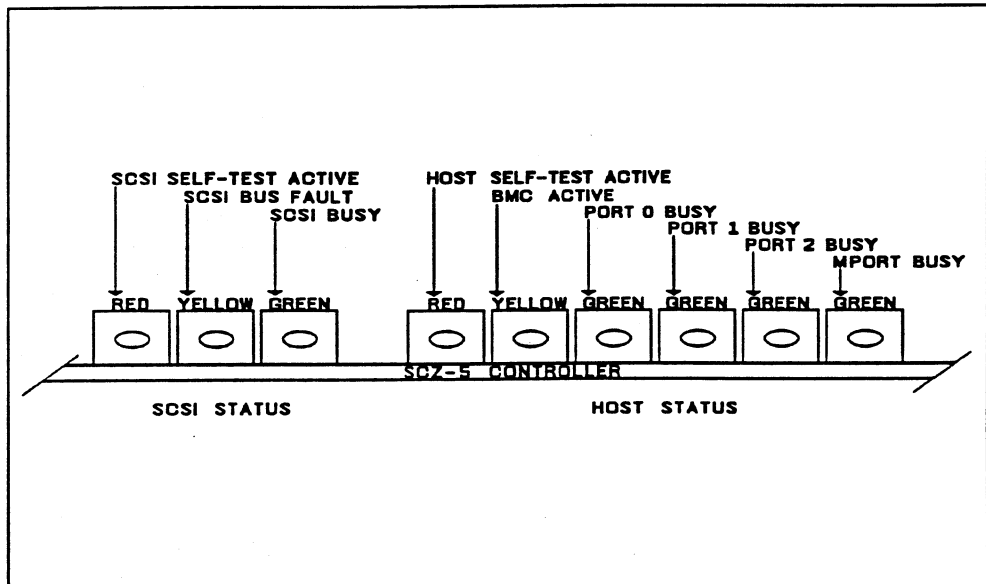 SCSI SELF-TEST ACTIVE
SCSI BUS FAULT
SCSI BUSY
HOST SELF-TEST ACTIVE
BMC ACTIVE
PORT 0 BUSY
PORT 1 BUSY
PORT 2 BUSY
MPORT BUSY
RED YELLOW GREEN RED YELLOW GREEN GREEN GREEN GREEN
SCZ-5 CONTROLLER
SCSI STATUS HOST STATUS